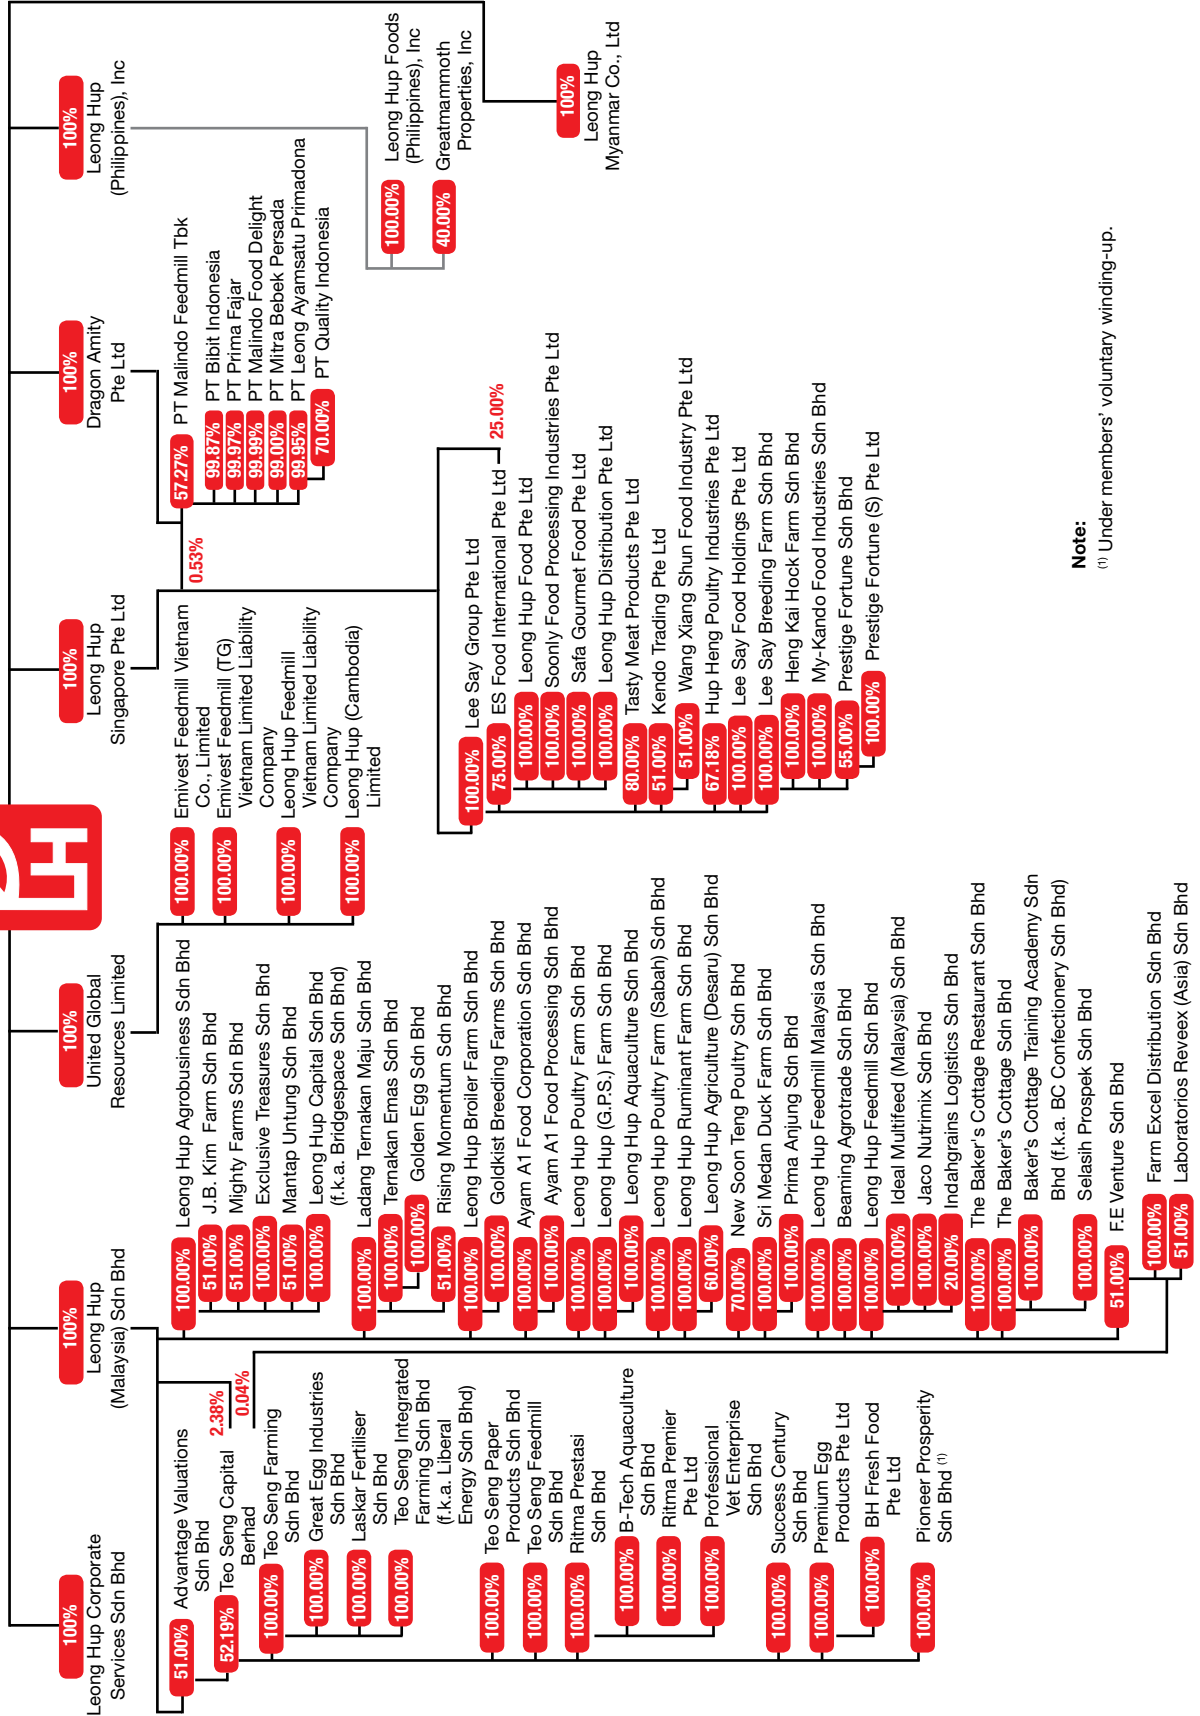 LH
100%
Leong Hup Corporate
Services Sdn Bhd
100%
Leong Hup
(Malaysia) Sdn Bhd
51.00%
Advantage Valuations
Sdn Bhd
52.19%
Teo Seng Capital
Berhad
2.38%
0.04%
100.00%
Teo Seng Farming
Sdn Bhd
100.00%
Great Egg Industries
Sdn Bhd
100.00%
Laskar Fertiliser
Sdn Bhd
100.00%
Teo Seng Integrated
Farming Sdn Bhd
(f.k.a. Liberal
Energy Sdn Bhd)
100.00%
Teo Seng Paper
Products Sdn Bhd
100.00%
Teo Seng Feedmill
Sdn Bhd
100.00%
Ritma Prestasi
Sdn Bhd
100.00%
B-Tech Aquaculture
Sdn Bhd
100.00%
Ritma Premier
Pte Ltd
100.00%
Professional
Vet Enterprise
Sdn Bhd
100.00%
Success Century
Sdn Bhd
100.00%
Premium Egg
Products Pte Ltd
100.00%
BH Fresh Food
Pte Ltd
100.00%
Pioneer Prosperity
Sdn Bhd (1)
100.00% Leong Hup Agrobusiness Sdn Bhd
51.00% J.B. Kim Farm Sdn Bhd
51.00% Mighty Farms Sdn Bhd
100.00% Exclusive Treasures Sdn Bhd
51.00% Mantap Untung Sdn Bhd
100.00% Leong Hup Capital Sdn Bhd
(f.k.a. Bridgespace Sdn Bhd)
100.00% Ladang Ternakan Maju Sdn Bhd
100.00% Ternakan Emas Sdn Bhd
100.00% Golden Egg Sdn Bhd
51.00% Rising Momentum Sdn Bhd
100.00% Leong Hup Broiler Farm Sdn Bhd
100.00% Goldkist Breeding Farms Sdn Bhd
100.00% Ayam A1 Food Corporation Sdn Bhd
100.00% Ayam A1 Food Processing Sdn Bhd
100.00% Leong Hup Poultry Farm Sdn Bhd
100.00% Leong Hup (G.P.S.) Farm Sdn Bhd
100.00% Leong Hup Aquaculture Sdn Bhd
100.00% Leong Hup Poultry Farm (Sabah) Sdn Bhd
100.00% Leong Hup Ruminant Farm Sdn Bhd
60.00% Leong Hup Agriculture (Desaru) Sdn Bhd
70.00% New Soon Teng Poultry Sdn Bhd
100.00% Sri Medan Duck Farm Sdn Bhd
100.00% Prima Anjung Sdn Bhd
100.00% Leong Hup Feedmill Malaysia Sdn Bhd
100.00% Beaming Agrotrade Sdn Bhd
100.00% Leong Hup Feedmill Sdn Bhd
100.00% Ideal Multifeed (Malaysia) Sdn Bhd
100.00% Jaco Nutrimix Sdn Bhd
20.00% Indahgrains Logistics Sdn Bhd
100.00% The Baker's Cottage Restaurant Sdn Bhd
100.00% The Baker's Cottage Sdn Bhd
100.00% Baker's Cottage Training Academy Sdn
Bhd (f.k.a. BC Confectionery Sdn Bhd)
100.00% Selasih Prospek Sdn Bhd
51.00% F.E Venture Sdn Bhd
100.00% Farm Excel Distribution Sdn Bhd
51.00% Laboratorios Reveex (Asia) Sdn Bhd
100%
United Global
Resources Limited
100.00% Emivest Feedmill Vietnam
Co., Limited
100.00% Emivest Feedmill (TG)
Vietnam Limited Liability
Company
100.00% Leong Hup Feedmill
Vietnam Limited Liability
Company
100.00% Leong Hup (Cambodia)
Limited
100%
Leong Hup
Singapore Pte Ltd
0.53%
100.00% Lee Say Group Pte Ltd
75.00% ES Food International Pte Ltd
25.00%
100.00% Leong Hup Food Pte Ltd
100.00% Soonly Food Processing Industries Pte Ltd
100.00% Safa Gourmet Food Pte Ltd
100.00% Leong Hup Distribution Pte Ltd
80.00% Tasty Meat Products Pte Ltd
51.00% Kendo Trading Pte Ltd
51.00% Wang Xiang Shun Food Industry Pte Ltd
67.18% Hup Heng Poultry Industries Pte Ltd
100.00% Lee Say Food Holdings Pte Ltd
100.00% Lee Say Breeding Farm Sdn Bhd
100.00% Heng Kai Hock Farm Sdn Bhd
100.00% My-Kando Food Industries Sdn Bhd
55.00% Prestige Fortune Sdn Bhd
100.00% Prestige Fortune (S) Pte Ltd
100%
Dragon Amity
Pte Ltd
57.27% PT Malindo Feedmill Tbk
99.87% PT Bibit Indonesia
99.97% PT Prima Fajar
99.99% PT Malindo Food Delight
99.00% PT Mitra Bebek Persada
99.95% PT Leong Ayamsatu Primadona
70.00% PT Quality Indonesia
100%
Leong Hup
(Philippines), Inc
100.00% Leong Hup Foods
(Philippines), Inc
40.00% Greatmammoth
Properties, Inc
100%
Leong Hup
Myanmar Co., Ltd
Note:
(1) Under members' voluntary winding-up.